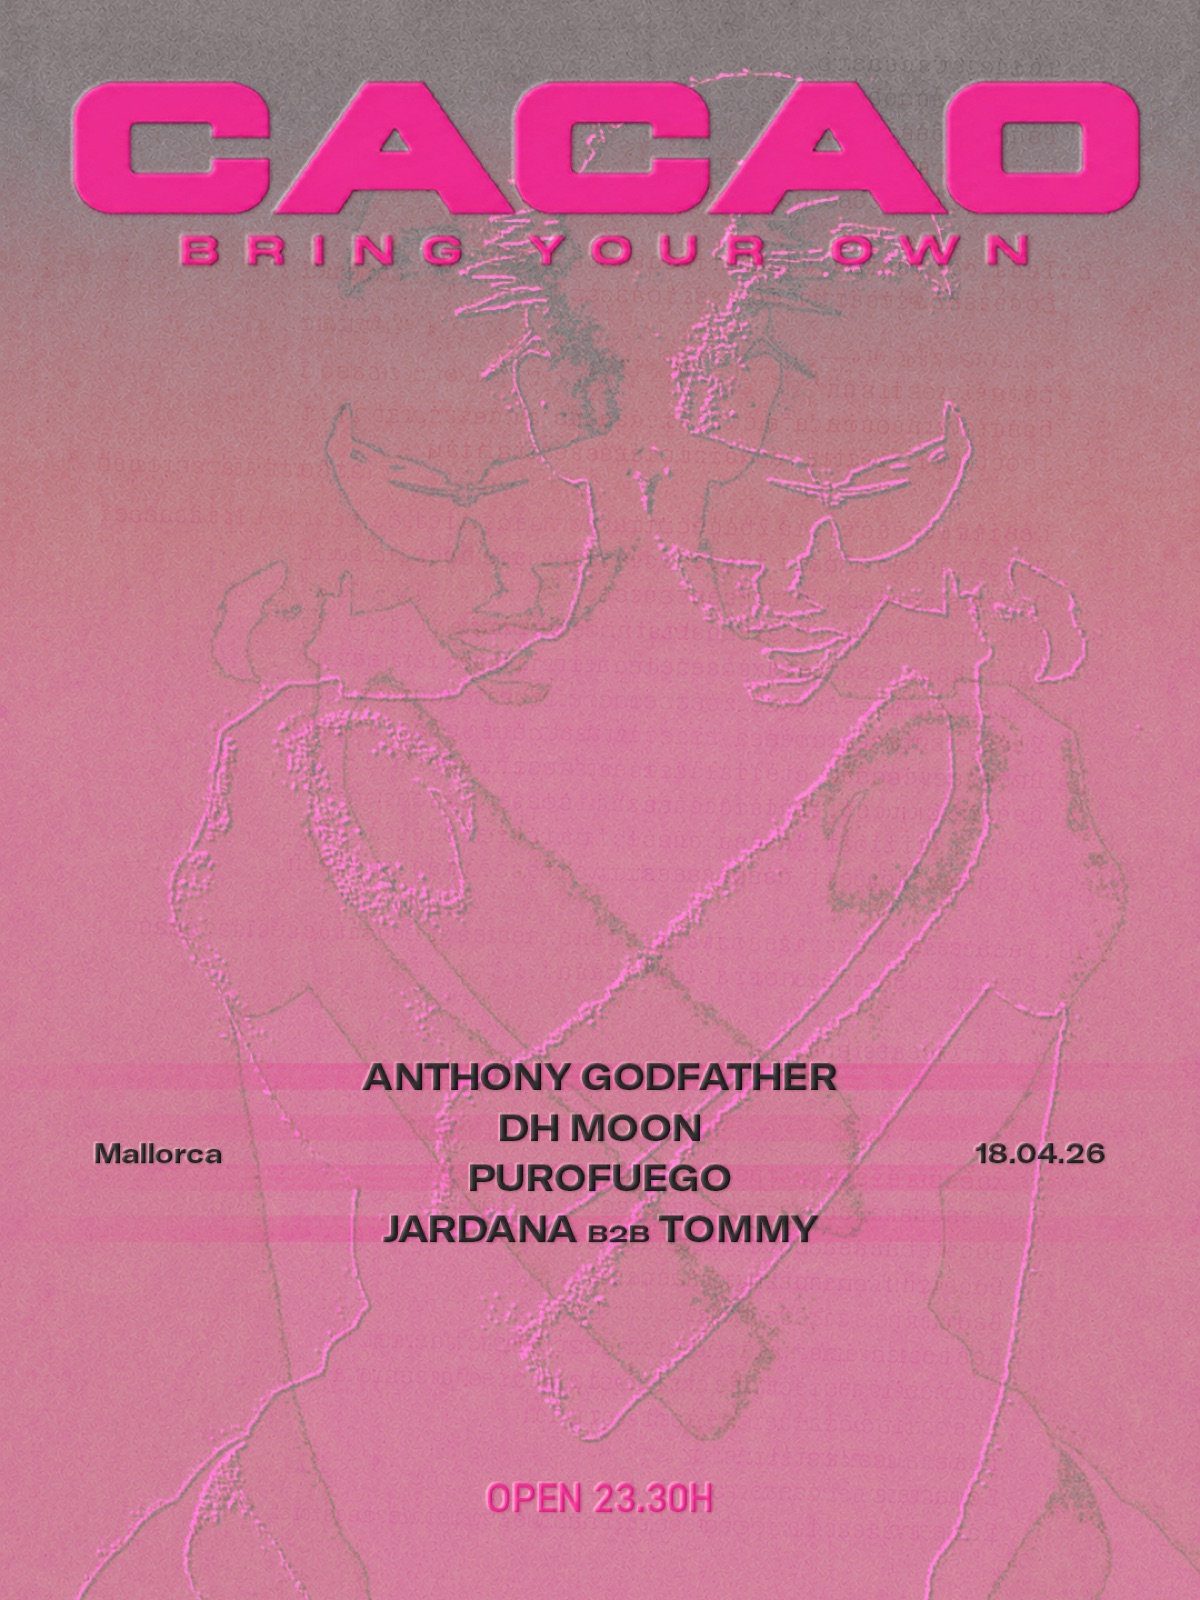 CACAO
BRING YOUR OWN
ANTHONY GODFATHER
DH MOON
Mallorca
18.04.26
PUROFUEGO
JARDANA B2B TOMMY
OPEN 23.30H